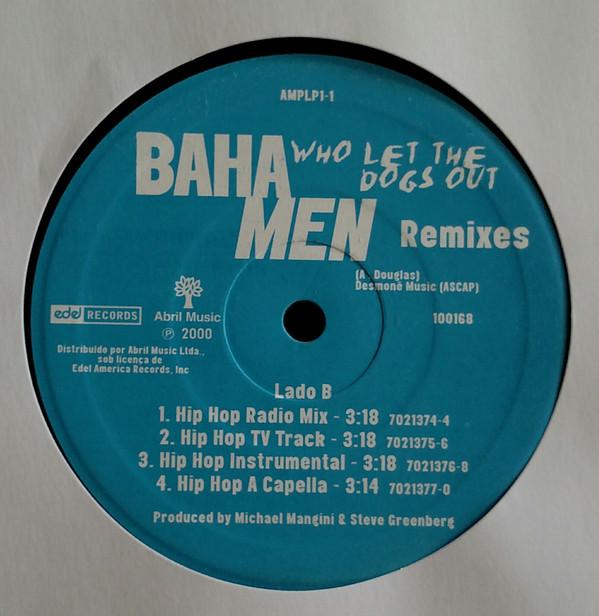 AMPLP1-1
BAHA MEN
WHO LET THE
DOGS OUT
Remixes
(A. Douglas)
Desmonè Music (ASCAP)
edel RECORDS
Abril Music
℗ 2000
100168
Distribuído por Abril Music Ltda.,
sob licença de
Edel America Records, Inc
Lado B
1. Hip Hop Radio Mix - 3:18 7021374-4
2. Hip Hop TV Track - 3:18 7021375-6
3. Hip Hop Instrumental - 3:18 7021376-8
4. Hip Hop A Capella - 3:14 7021377-0
Produced by Michael Mangini & Steve Greenberg